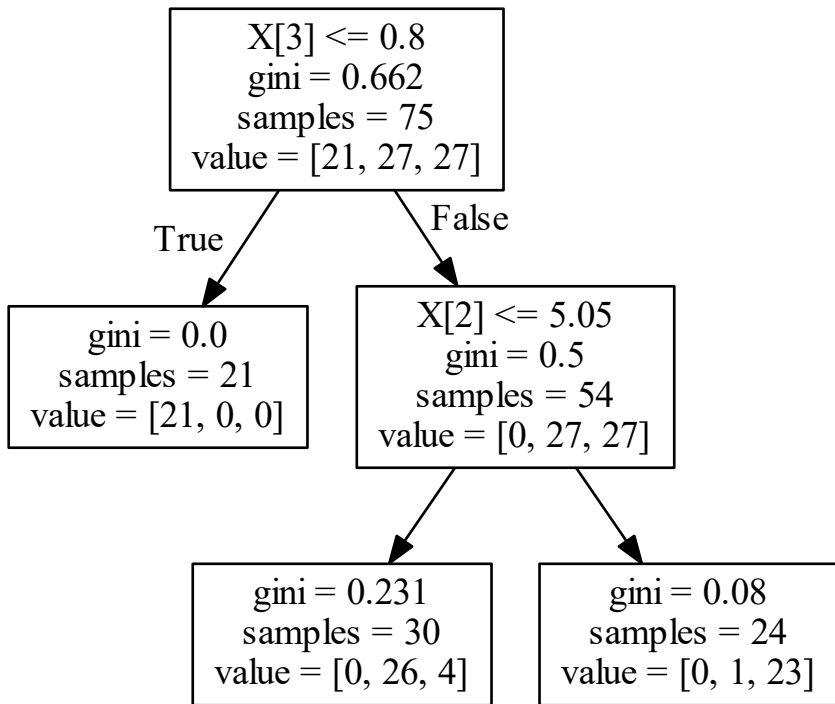 X[3] <= 0.8
gini = 0.662
samples = 75
value = [21, 27, 27]
True
False
gini = 0.0
samples = 21
value = [21, 0, 0]
X[2] <= 5.05
gini = 0.5
samples = 54
value = [0, 27, 27]
gini = 0.231
samples = 30
value = [0, 26, 4]
gini = 0.08
samples = 24
value = [0, 1, 23]